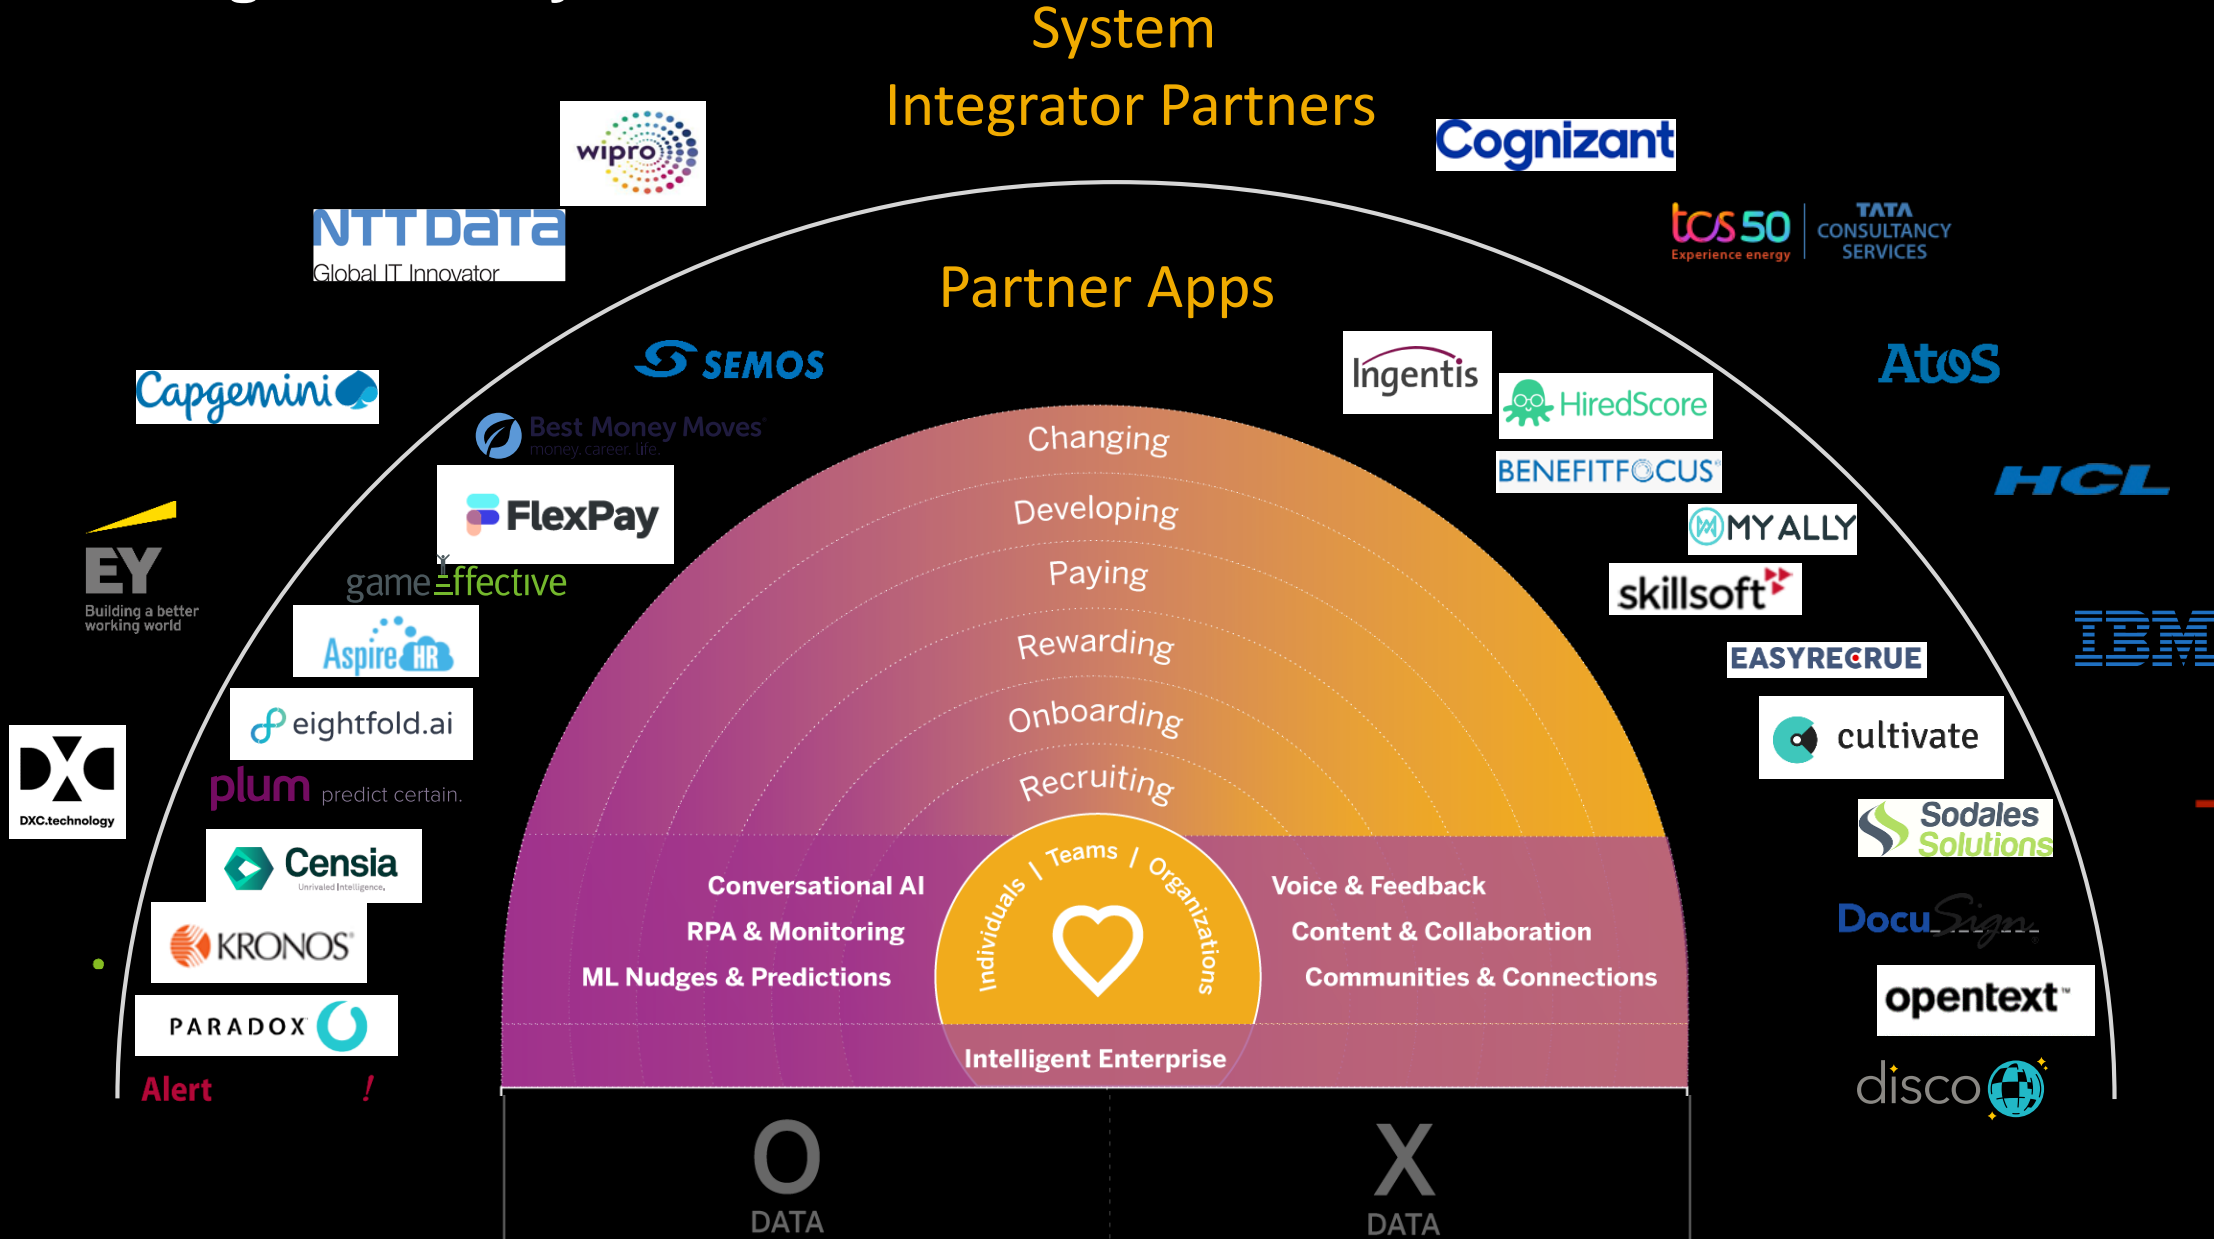 System
Integrator Partners
wipro
Cognizant
NTT DATA
Global IT Innovator
tcs 50
Experience energy
TATA
CONSULTANCY
SERVICES
Partner Apps
SEMOS
Ingentis
Atos
Capgemini
HiredScore
Best Money Moves
money. career. life.
BENEFITFOCUS®
HCL
FlexPay
MY ALLY
EY
Building a better
working world
gameEffective
skillsoft
IBM
AspireHR
EASYRECRUE
eightfold.ai
cultivate
DXC.technology
plum predict certain.
Sodales
Solutions
Censia
Unrivaled Intelligence.
DocuSign®
KRONOS®
opentext™
PARADOX
disco
Alert !
Changing
Developing
Paying
Rewarding
Onboarding
Recruiting
Individuals | Teams | Organizations
Conversational AI
RPA & Monitoring
ML Nudges & Predictions
Voice & Feedback
Content & Collaboration
Communities & Connections
Intelligent Enterprise
O
DATA
X
DATA